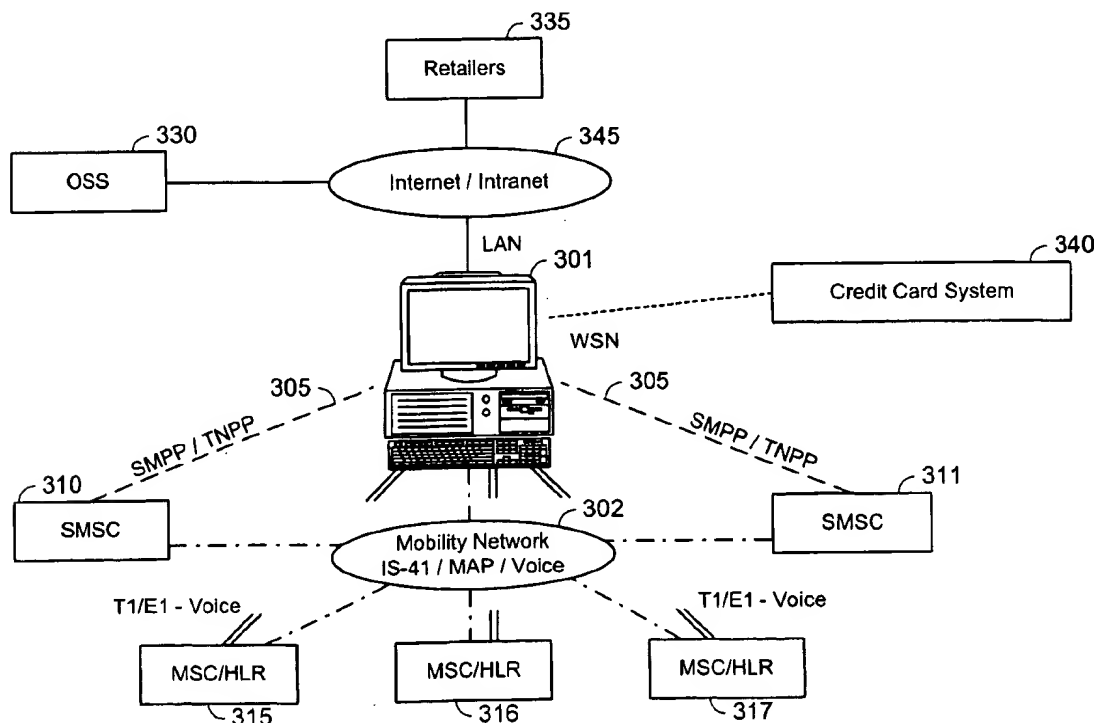 335
Retailers
330
345
OSS
Internet / Intranet
LAN
301
340
Credit Card System
WSN
305
305
SMPP / TNPP
SMPP / TNPP
310
311
SMSC
SMSC
302
Mobility Network
IS-41 / MAP / Voice
T1/E1 - Voice
T1/E1 - Voice
MSC/HLR
MSC/HLR
MSC/HLR
315
316
317